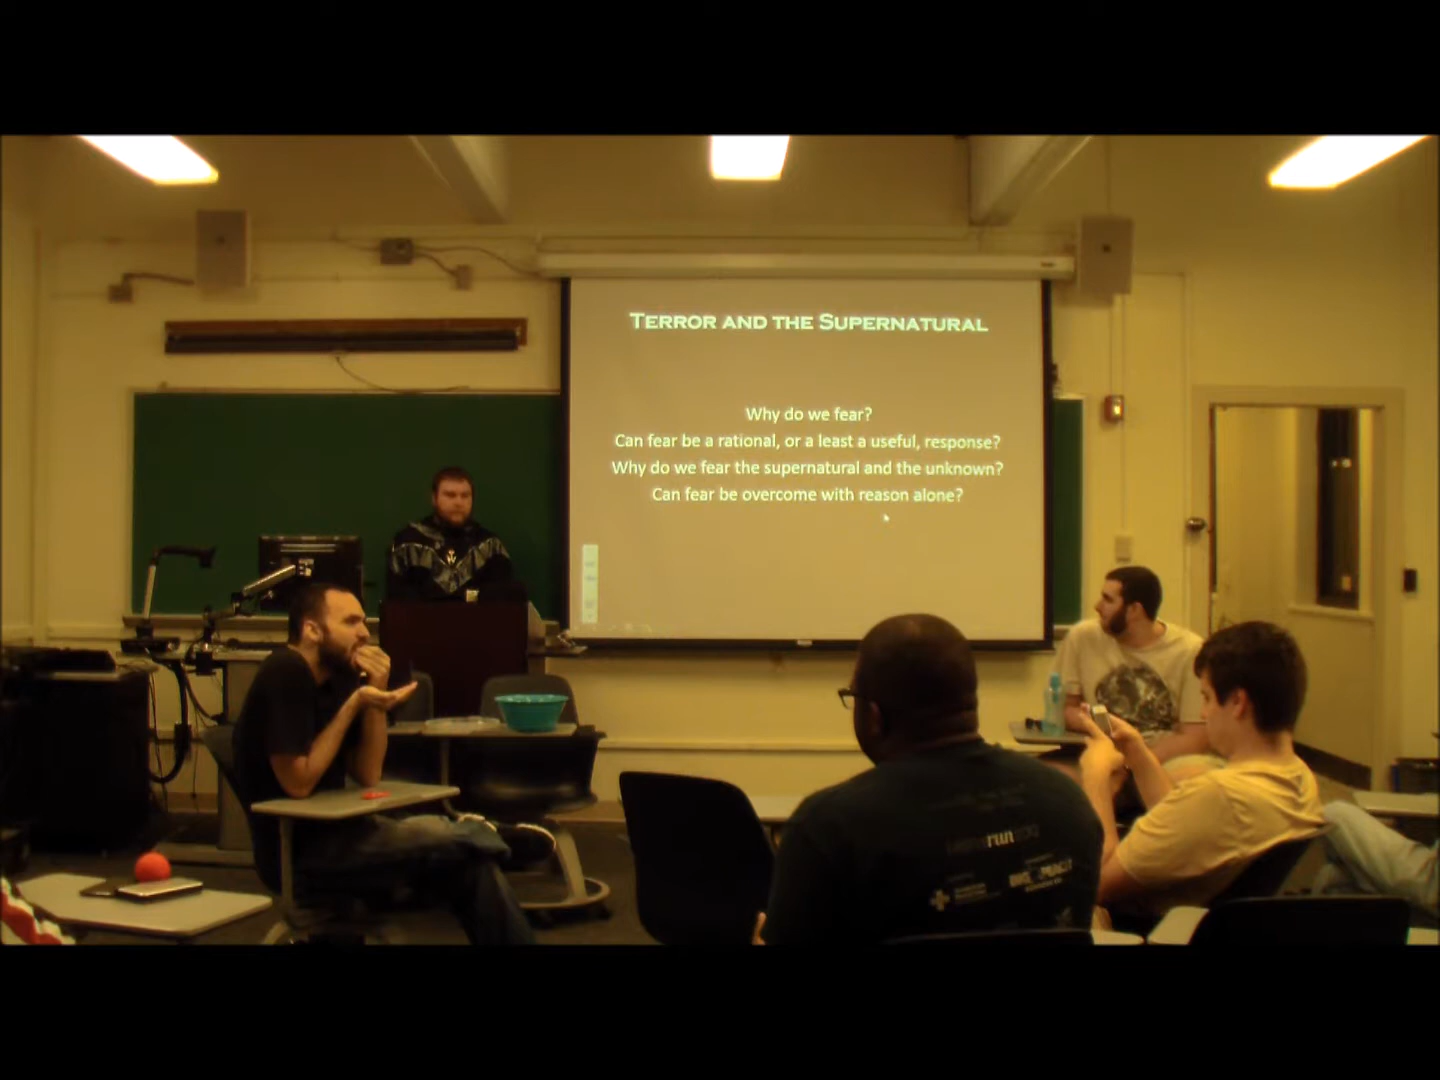 TERROR AND THE SUPERNATURAL
Why do we fear?
Can fear be a rational, or a least a useful, response?
Why do we fear the supernatural and the unknown?
Can fear be overcome with reason alone?
run